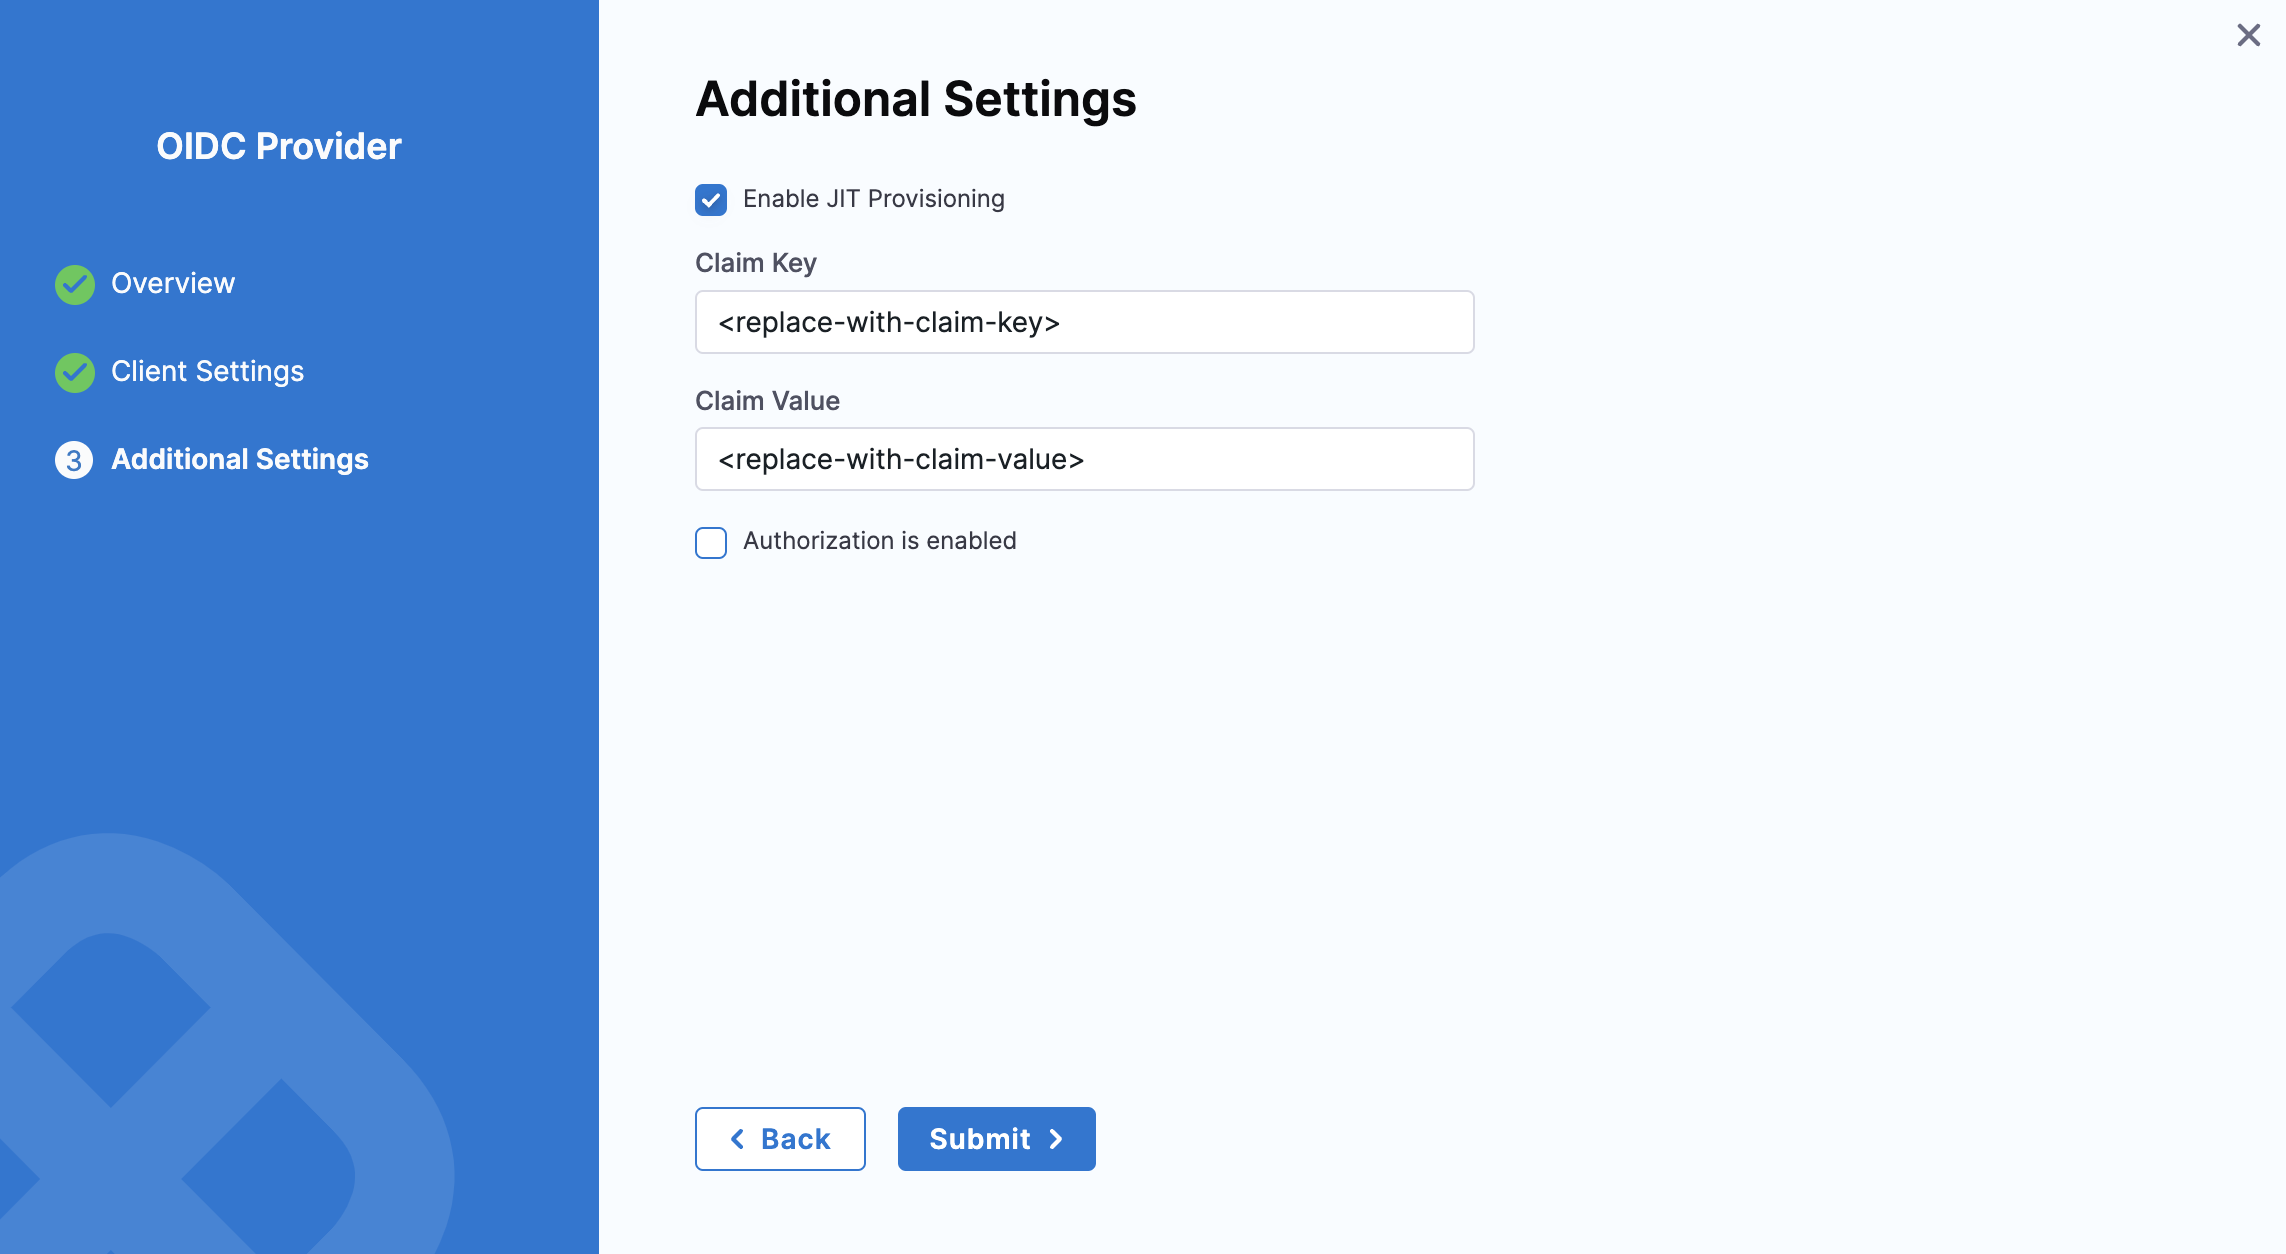 OIDC Provider
Overview
Client Settings
3 Additional Settings
Additional Settings
Enable JIT Provisioning
Claim Key
<replace-with-claim-key>
Claim Value
<replace-with-claim-value>
Authorization is enabled
Back
Submit